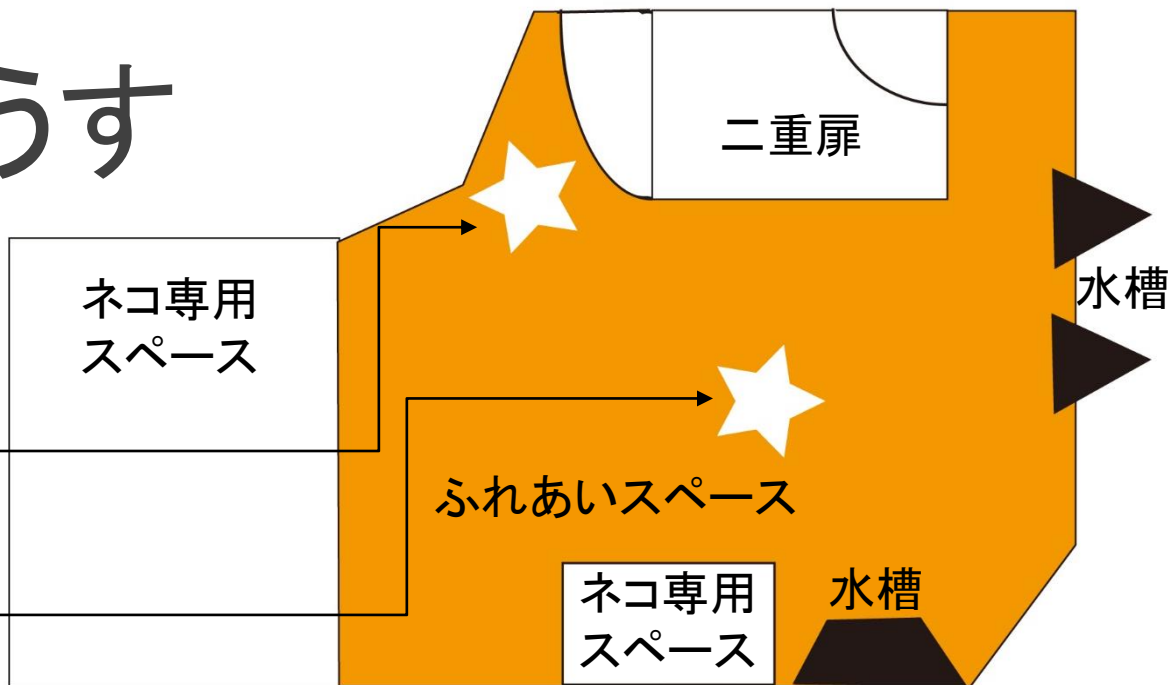 うす
二重扉
ネコ専用
スペース
水槽
ふれあいスペース
ネコ専用
スペース
水槽